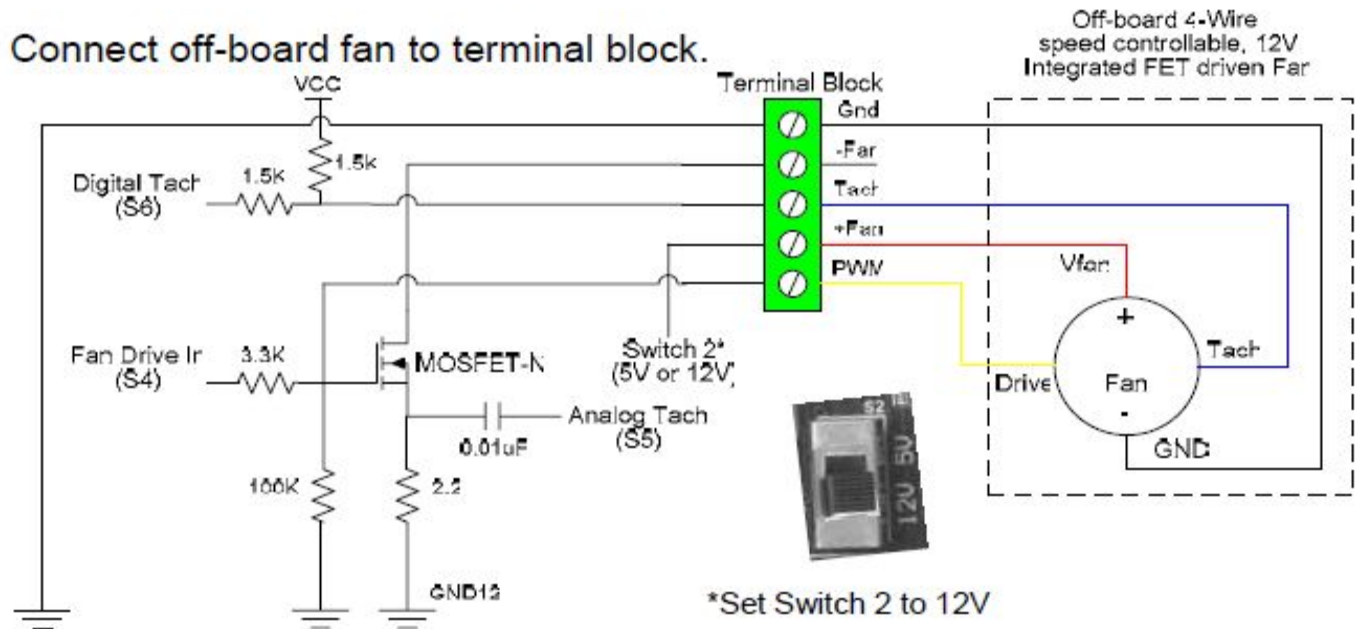 Connect off-board fan to terminal block.
Off-board 4-Wire
speed controllable, 12V
Integrated FET driven Far
VCC
Terminal Block
Gnd
-Far
Tach
+Fan
PWM
1.5k
1.5K
Digital Tach
(S6)
Fan Drive In
(S4)
3.3K
MOSFET-N
Switch 2*
(5V or 12V)
Analog Tach
(S5)
0.01uF
100K
2.2
GND12
Vfan
+
Tach
Drive
Fan
-
GND
S2
12V 5V
*Set Switch 2 to 12V